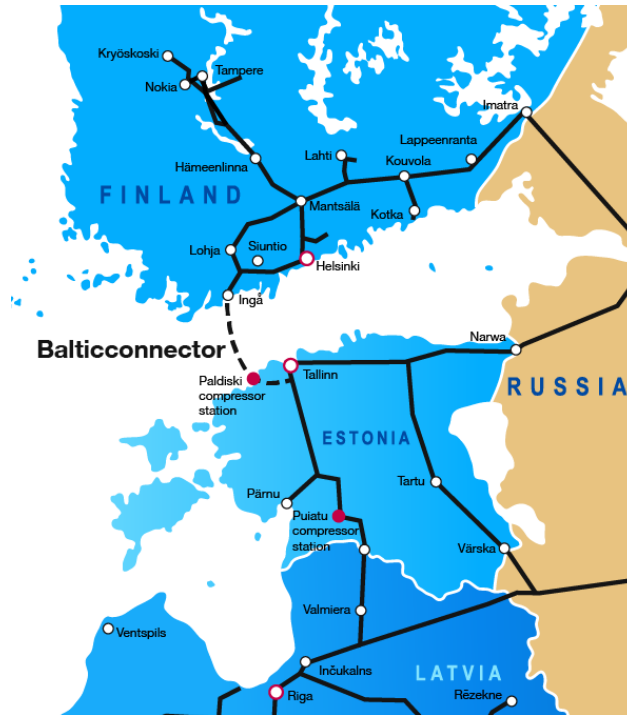 Kryöskoski
Tampere
Nokia
Imatra
Lappeenranta
Hämeenlinna
Lahti
Kouvola
FINLAND
Mantsälä
Kotka
Lohja
Siuntio
Helsinki
Ingå
Balticconnector
Narwa
Paldiski
compressor
station
Tallinn
RUSSIA
ESTONIA
Pärnu
Tartu
Puiatu
compressor
station
Värska
Valmiera
Ventspils
Inčukalns
LATVIA
Riga
Rēzekne